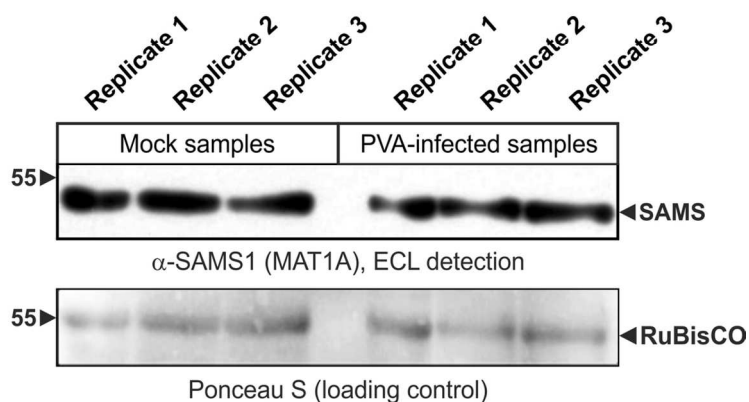 Replicate 1 Replicate 2 Replicate 3 Replicate 1 Replicate 2 Replicate 3
Mock samples PVA-infected samples
55
SAMS
α-SAMS1 (MAT1A), ECL detection
55
RuBisCO
Ponceau S (loading control)